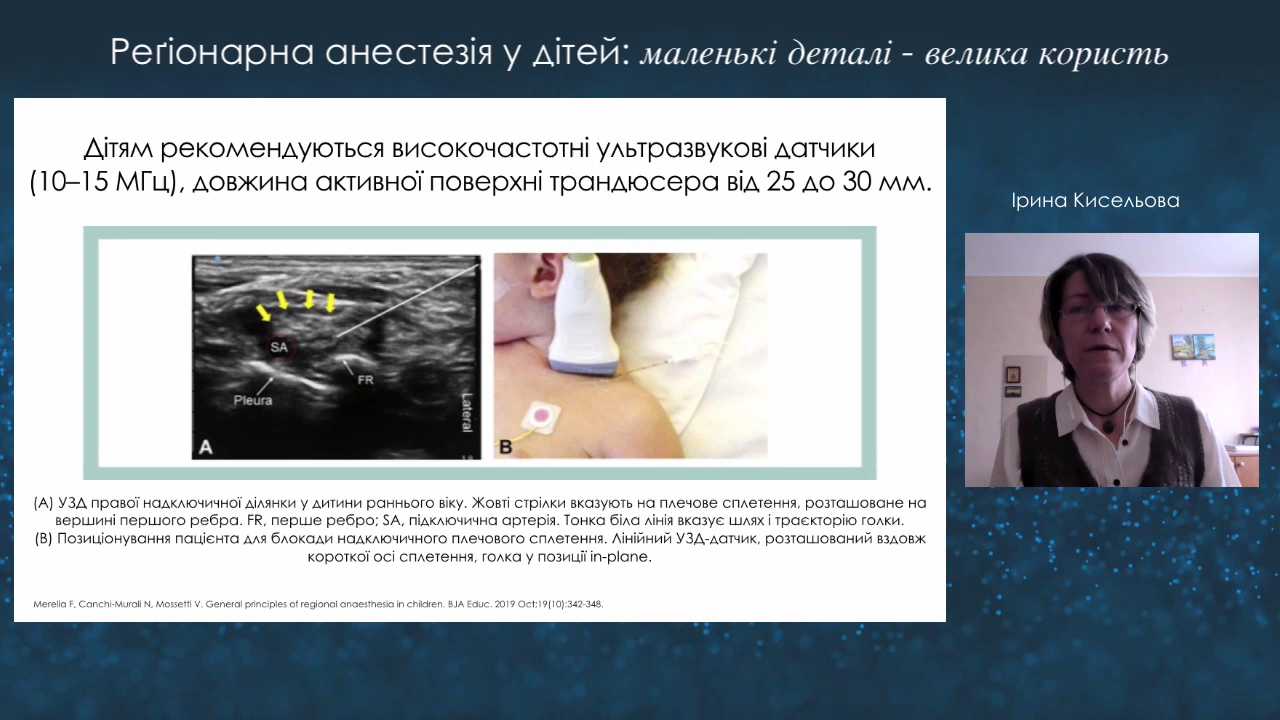 Реґіонарна анестезія у дітей: маленькі деталі - велика користь
Дітям рекомендуються високочастотні ультразвукові датчики
(10–15 МГц), довжина активної поверхні трандюсера від 25 до 30 мм.
Ірина Кисельова
SA
FR
Pleura
Lateral
A
B
(A) УЗД правої надключичної ділянки у дитини раннього віку. Жовті стрілки вказують на плечове сплетення, розташоване на
вершині першого ребра. FR, перше ребро; SA, підключична артерія. Тонка біла лінія вказує шлях і траєкторію голки.
(B) Позиціонування пацієнта для блокади надключичного плечового сплетення. Лінійний УЗД-датчик, розташований вздовж
короткої осі сплетення, голка у позиції in-plane.
Merella F, Canchi-Murali N, Mossetti V. General principles of regional anaesthesia in children. BJA Educ. 2019 Oct;19(10):342-348.